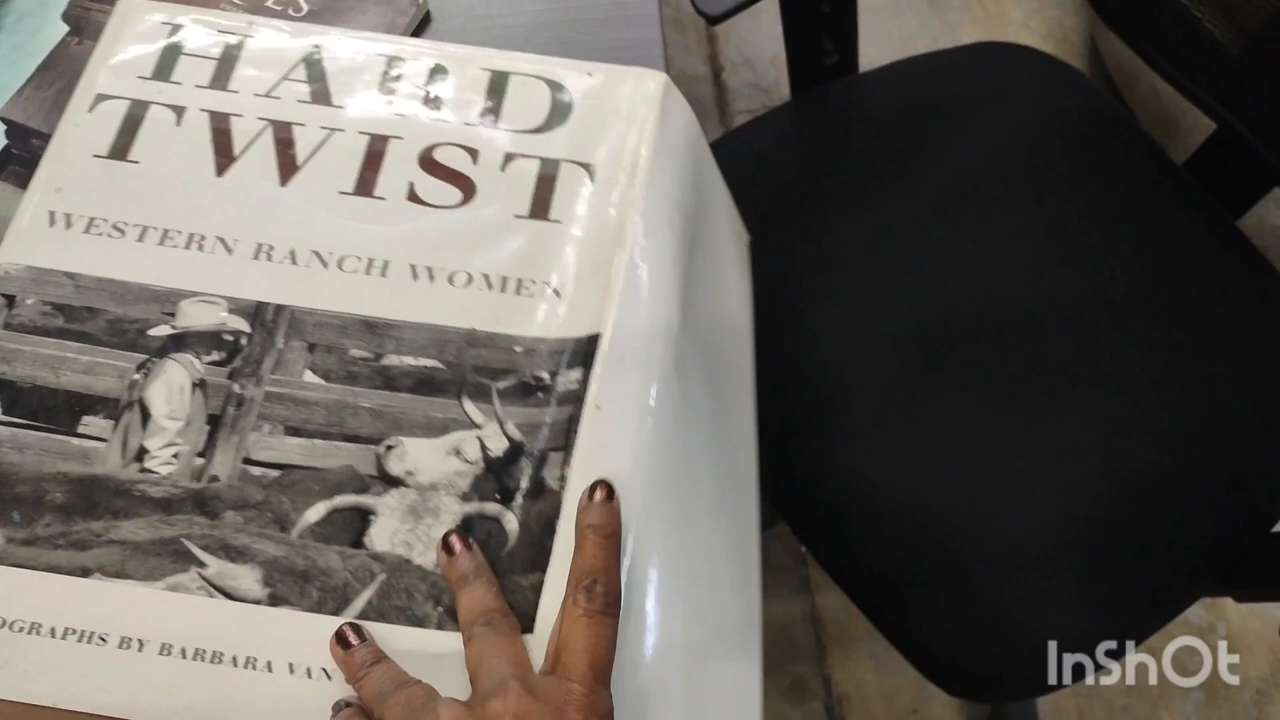 HARD
TWIST
WESTERN RANCH WOMEN
OGRAPHS BY BARBARA VAN
InShOt